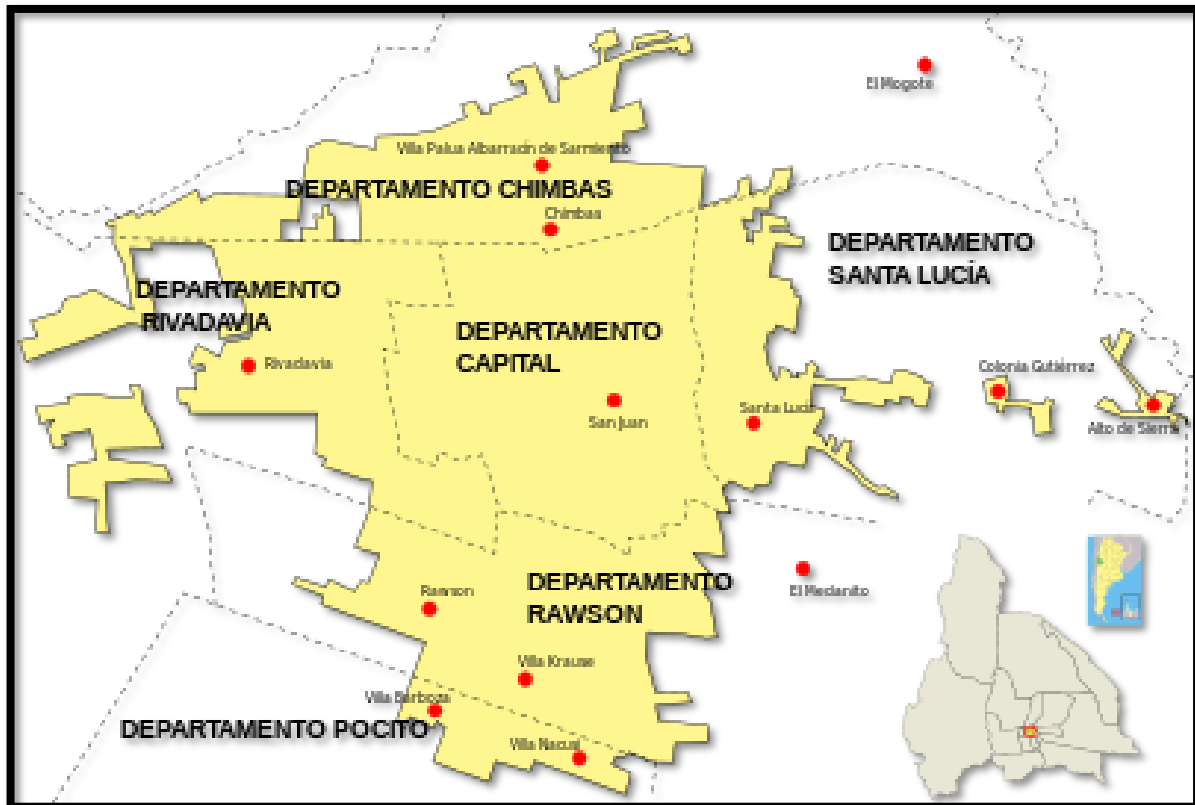 El Mogote
Villa Palua Albarracín de Sarmiento
DEPARTAMENTO CHIMBAS
Chimbas
DEPARTAMENTO
SANTA LUCÍA
DEPARTAMENTO
RIVADAVIA
DEPARTAMENTO
CAPITAL
Rivadavia
Colonia Gutiérrez
San Juan
Santa Lucía
Alto de Sierra
DEPARTAMENTO
RAWSON
Rawson
El Medanito
Villa Krause
Villa Barboza
DEPARTAMENTO POCITO
Villa Nacusi